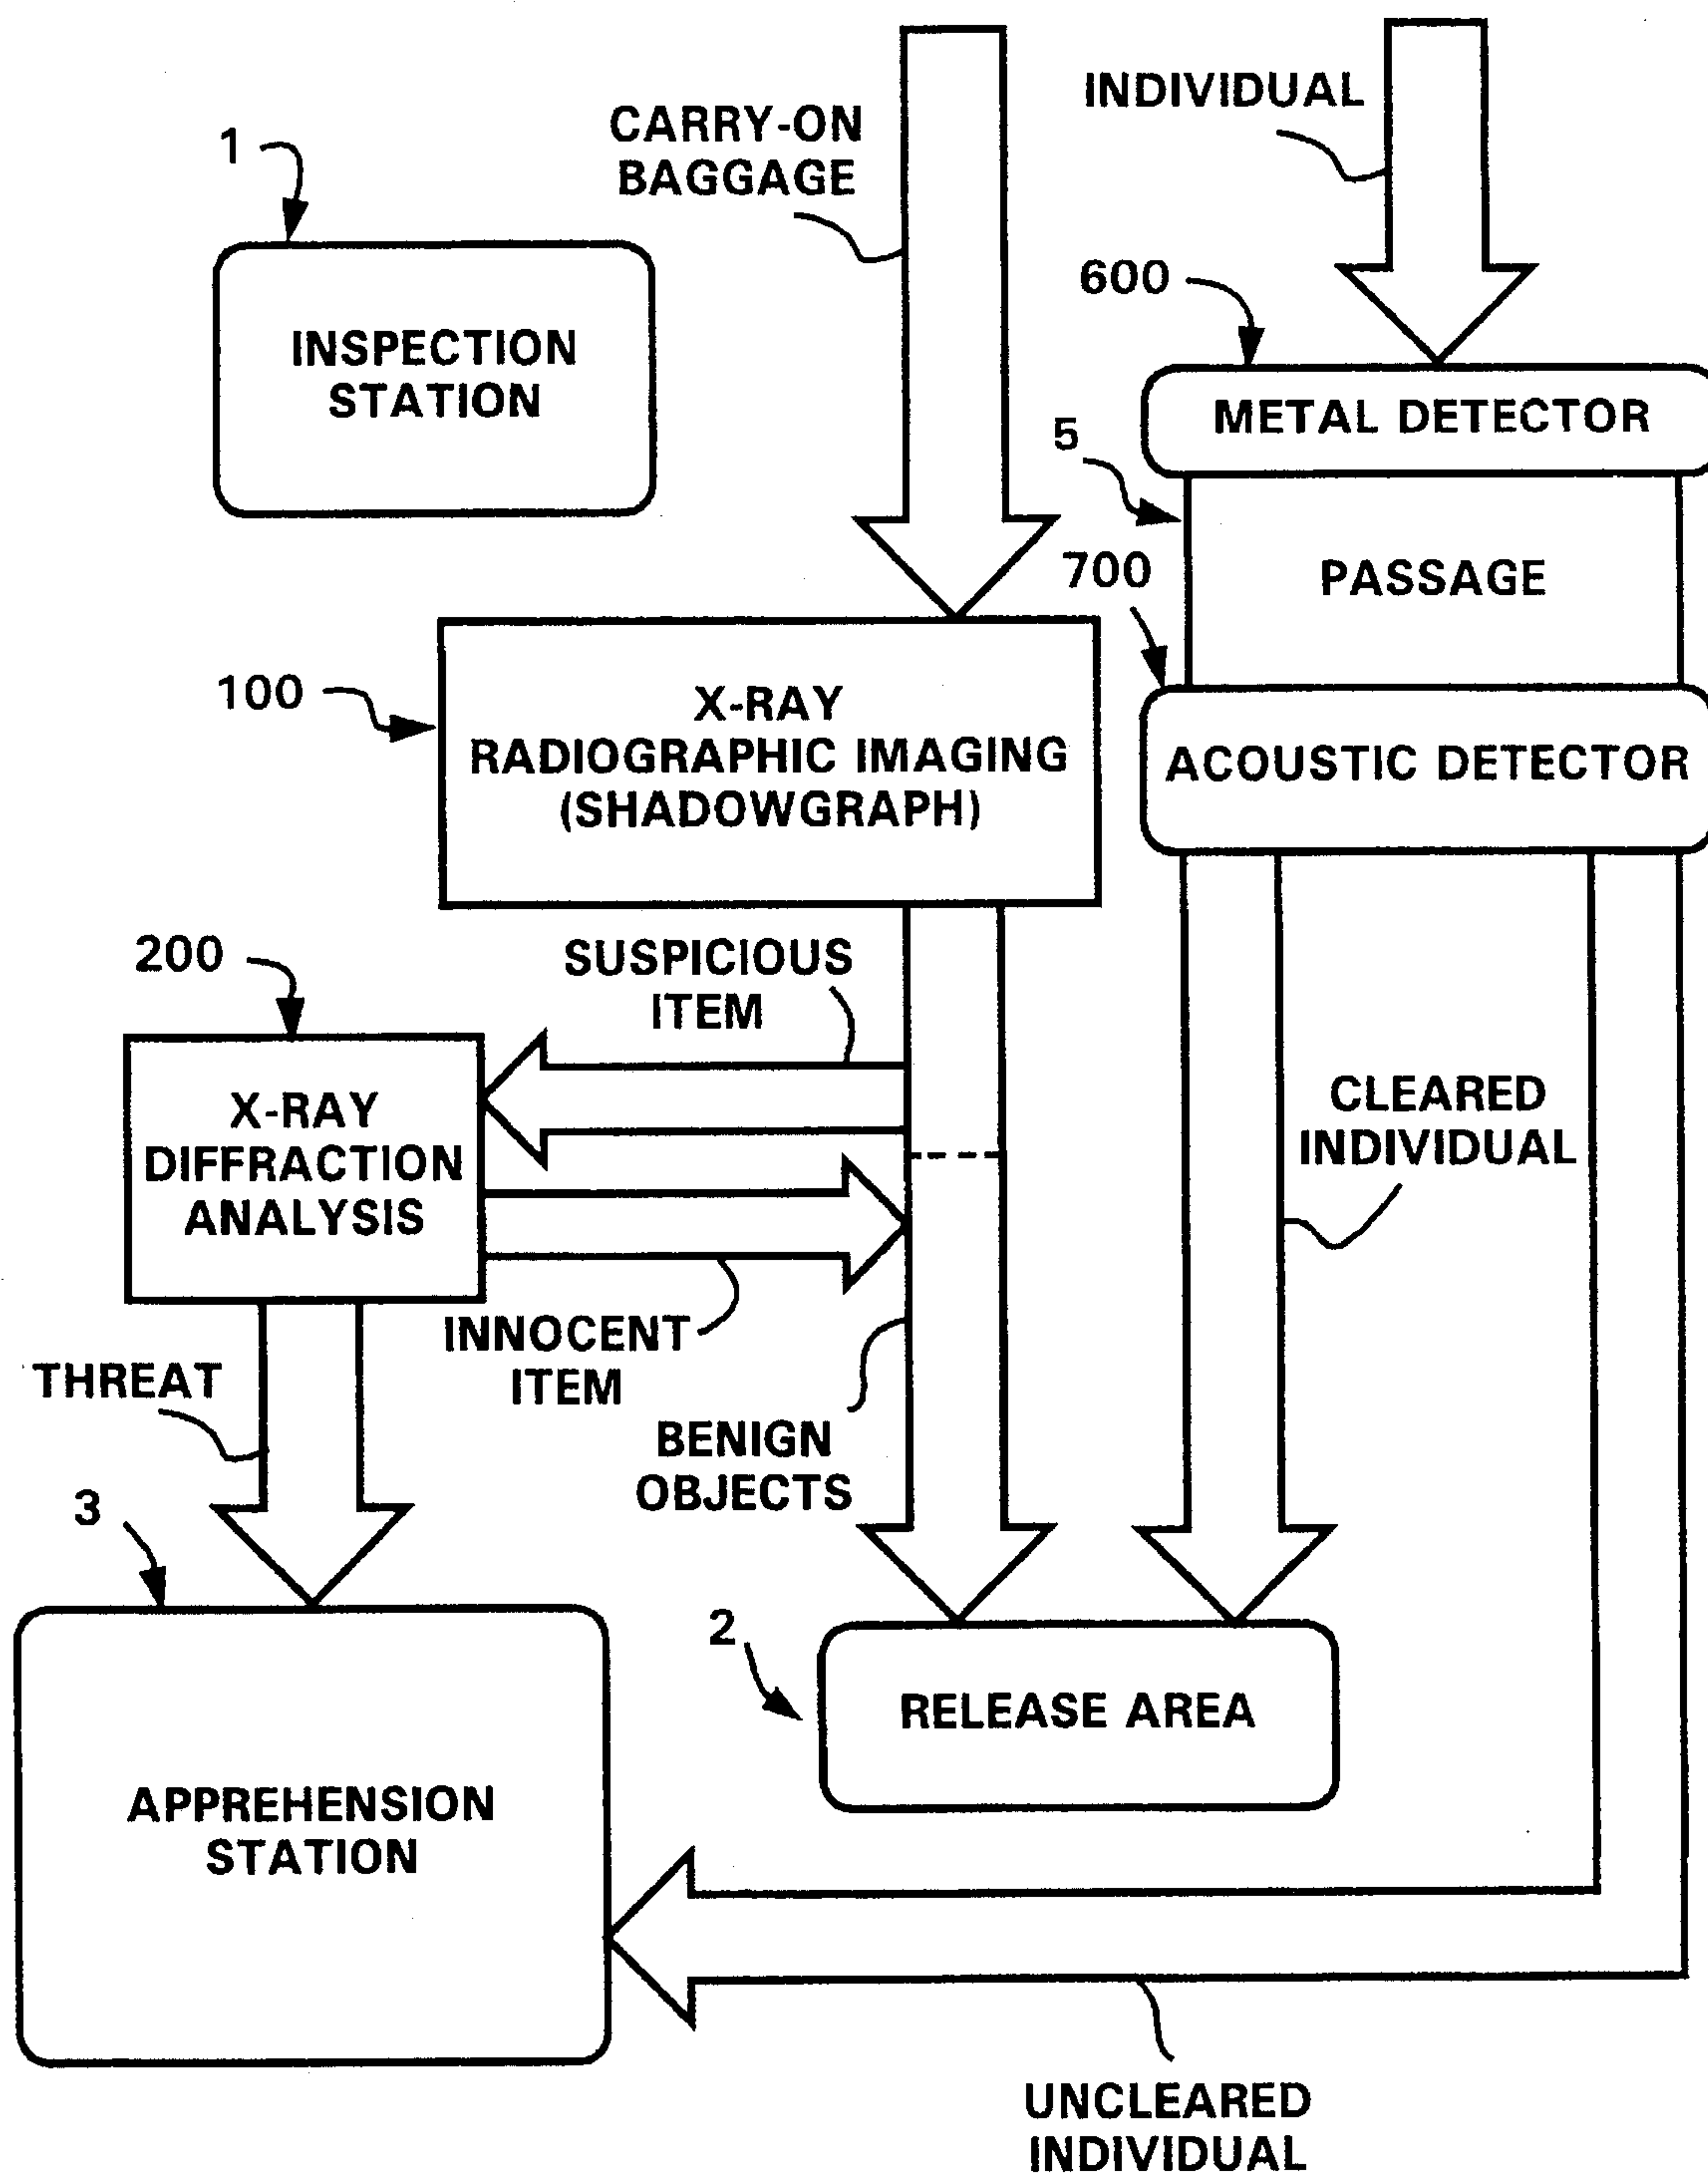 INDIVIDUAL
CARRY-ON
BAGGAGE
1
600
INSPECTION
STATION
METAL DETECTOR
5
700
PASSAGE
100
X-RAY
RADIOGRAPHIC IMAGING
(SHADOWGRAPH)
ACOUSTIC DETECTOR
200
SUSPICIOUS
ITEM
X-RAY
DIFFRACTION
ANALYSIS
CLEARED
INDIVIDUAL
INNOCENT
ITEM
THREAT
BENIGN
OBJECTS
3
2
RELEASE AREA
APPREHENSION
STATION
UNCLEARED
INDIVIDUAL